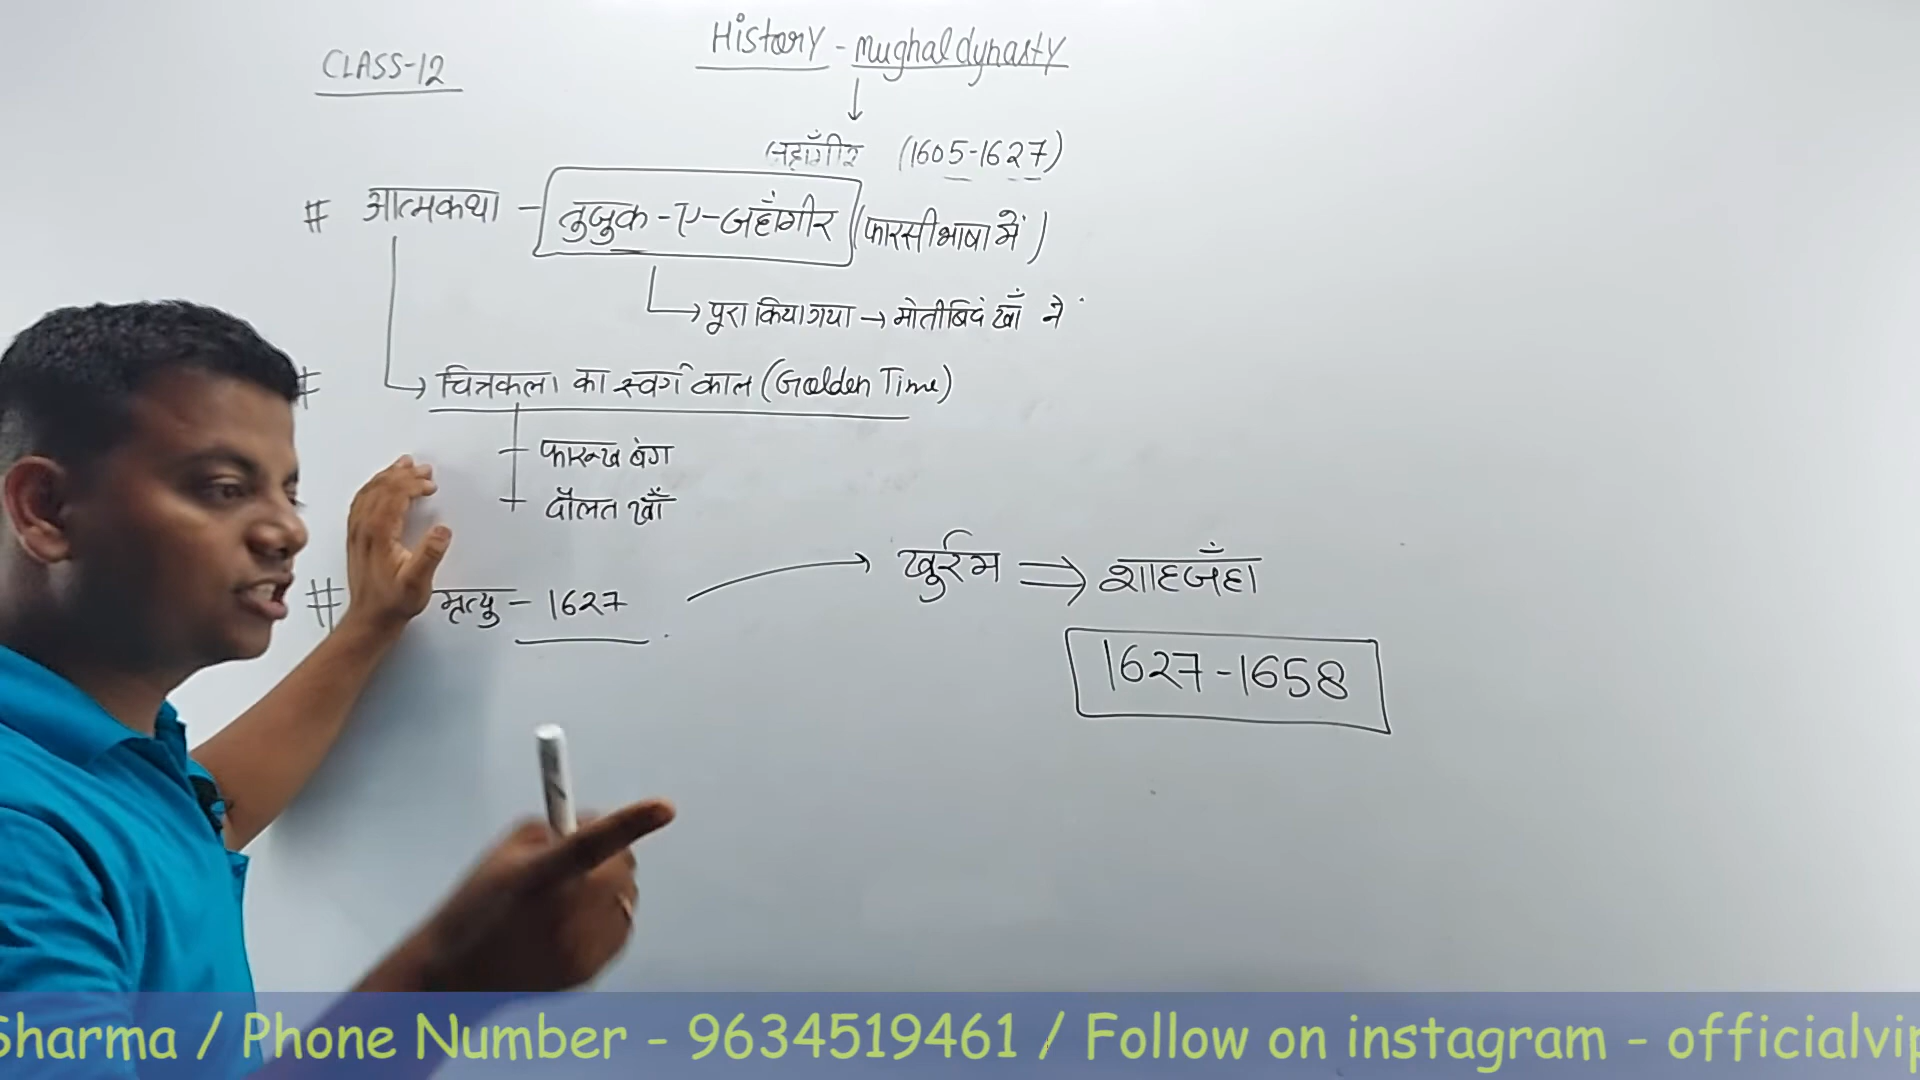 CLASS-12
History - mughal dynasty
जहाँगीर (1605-1627)
# आत्मकथा - तुजुक-ए-जहाँगीर (फारसी भाषा में)
पूरा किया गया → मोतीबिंद खाँ ने
# चित्रकला का स्वर्ग काल (Golden Time)
फारुख बेग
दौलत खाँ
# मृत्यु - 1627 → खुर्रम ⇒ शाहजँहा
1627-1658
Sharma / Phone Number - 9634519461 / Follow on instagram - officialvip